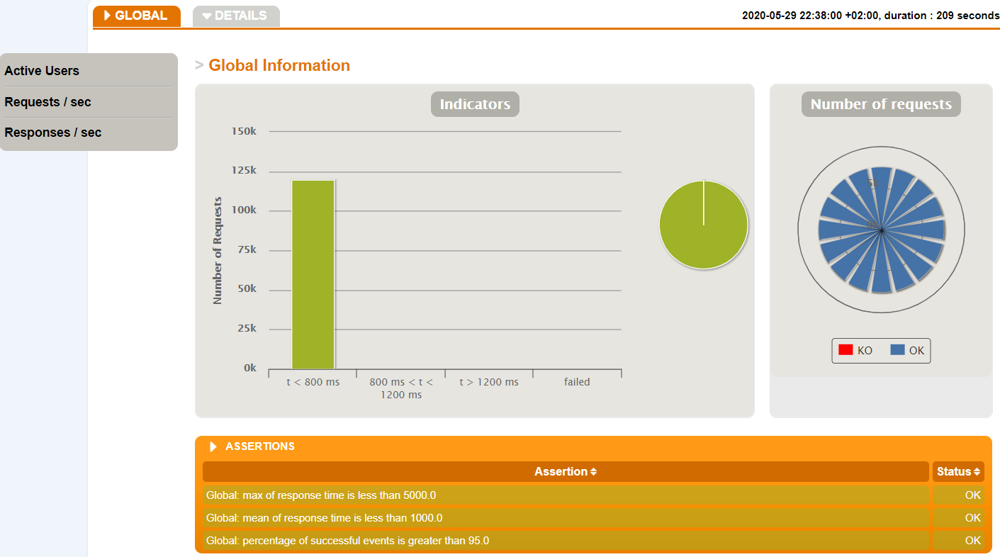 GLOBAL
DETAILS
2020-05-29 22:38:00 +02:00, duration : 209 seconds
Active Users
Requests / sec
Responses / sec
> Global Information
Indicators
Number of Requests
150k
125k
100k
75k
50k
25k
0k
t < 800 ms
800 ms < t <
1200 ms
t > 1200 ms
failed
Number of requests
5k
0k
KO
OK
ASSERTIONS
Assertion
Status
Global: max of response time is less than 5000.0
OK
Global: mean of response time is less than 1000.0
OK
Global: percentage of successful events is greater than 95.0
OK